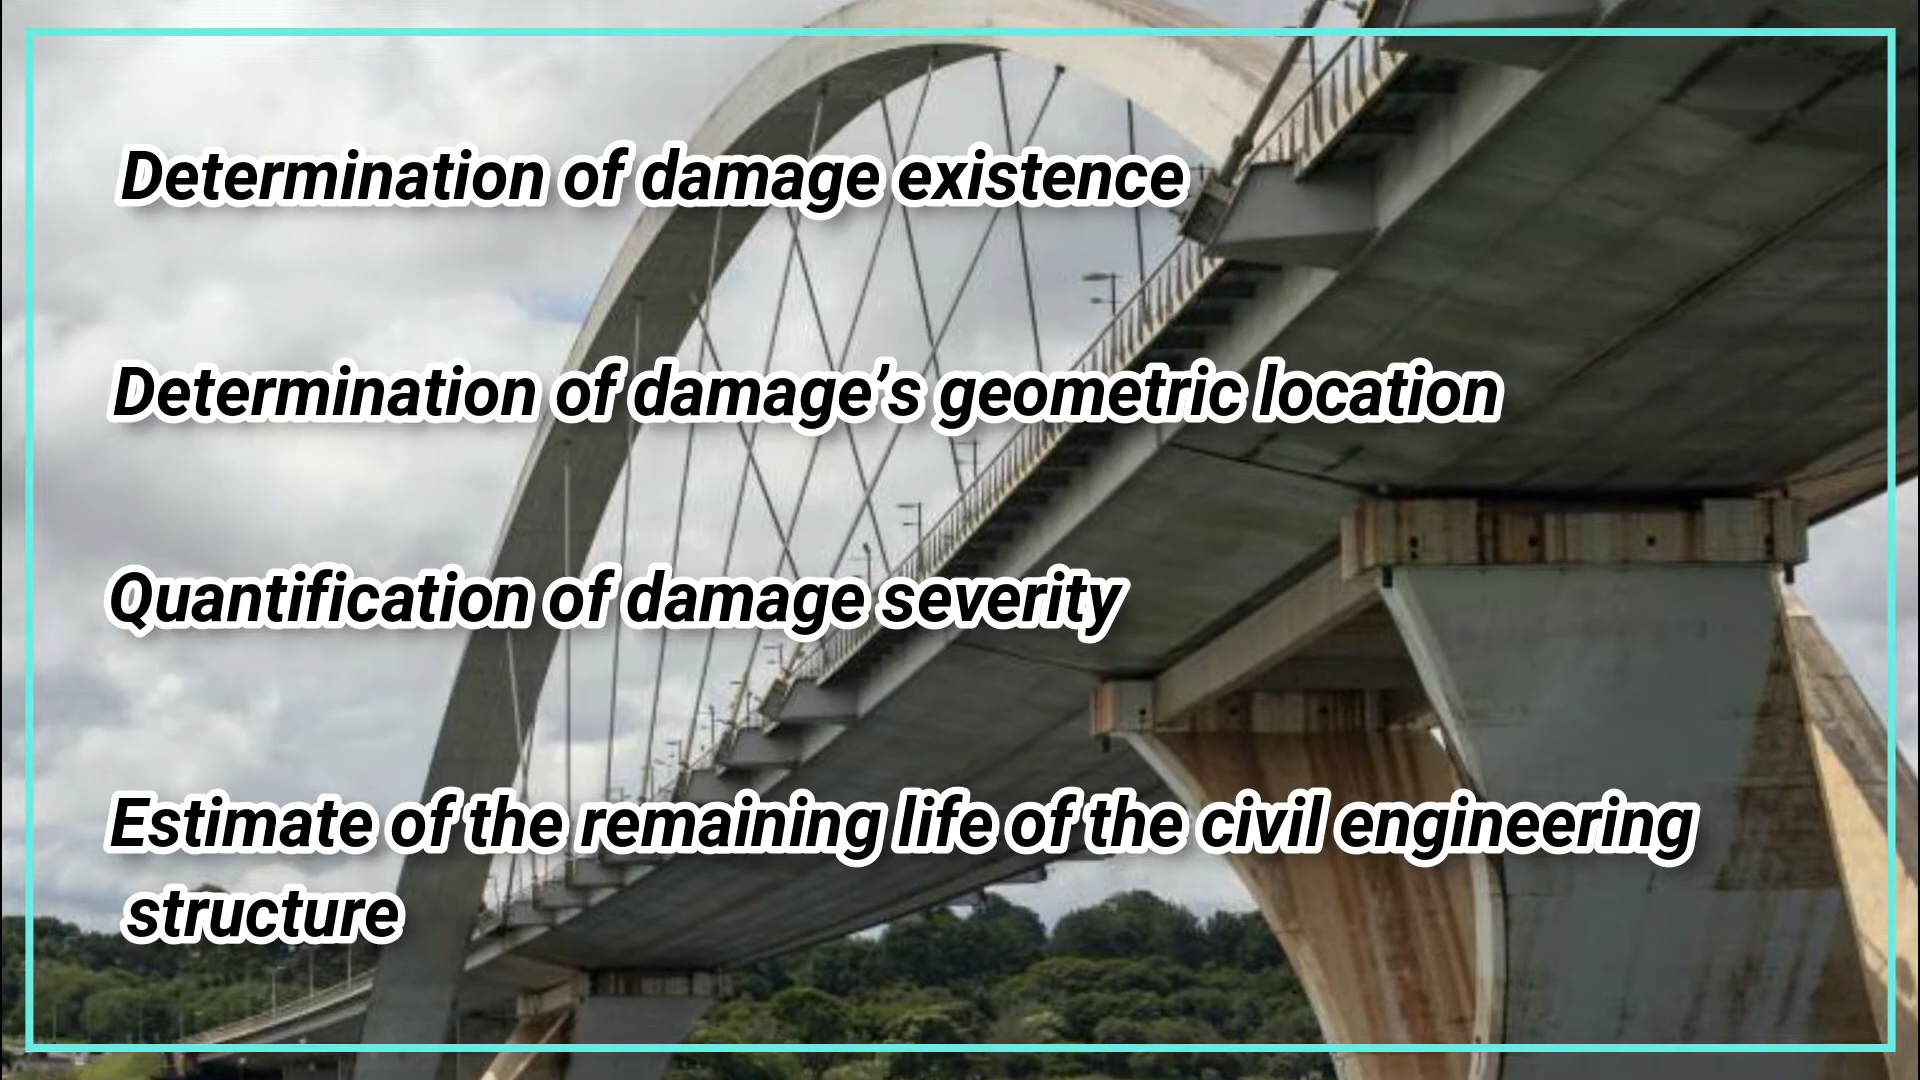 Determination of damage existence
Determination of damage’s geometric location
Quantification of damage severity
Estimate of the remaining life of the civil engineering
structure